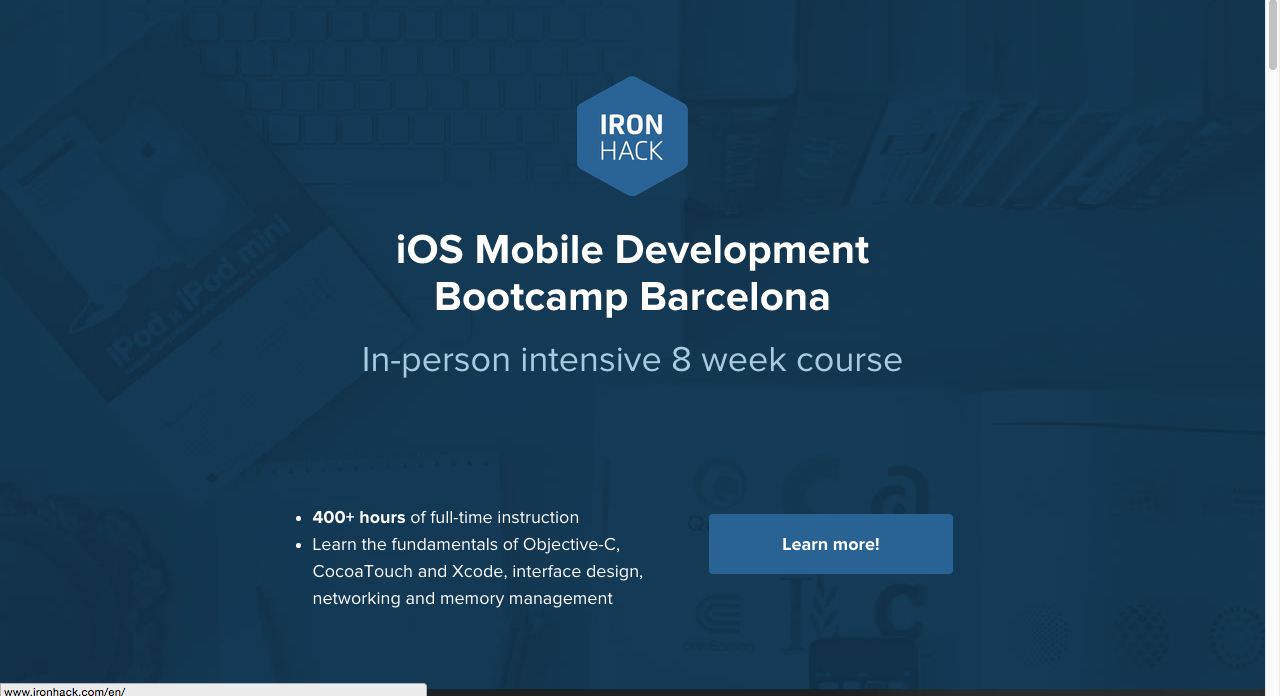 IRON
HACK
iOS Mobile Development
Bootcamp Barcelona
In-person intensive 8 week course
400+ hours of full-time instruction
Learn the fundamentals of Objective-C,
CocoaTouch and Xcode, interface design,
networking and memory management
Learn more!
iPod + iPod mini
www.ironhack.com/en/